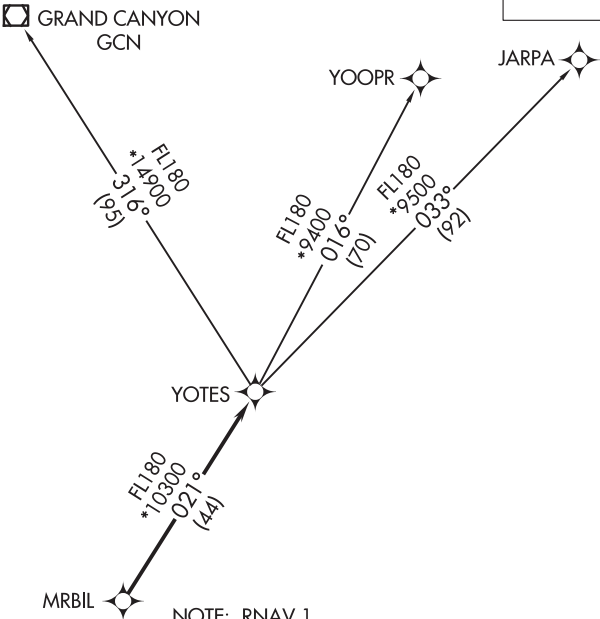 GRAND CANYON
GCN
YOOPR
JARPA
FL180
*14900
316°
(95)
FL180
*9400
016°
(70)
FL180
*9500
033°
(92)
YOTES
FL180
*10300
021°
(44)
MRBIL
NOTE: RNAV 1